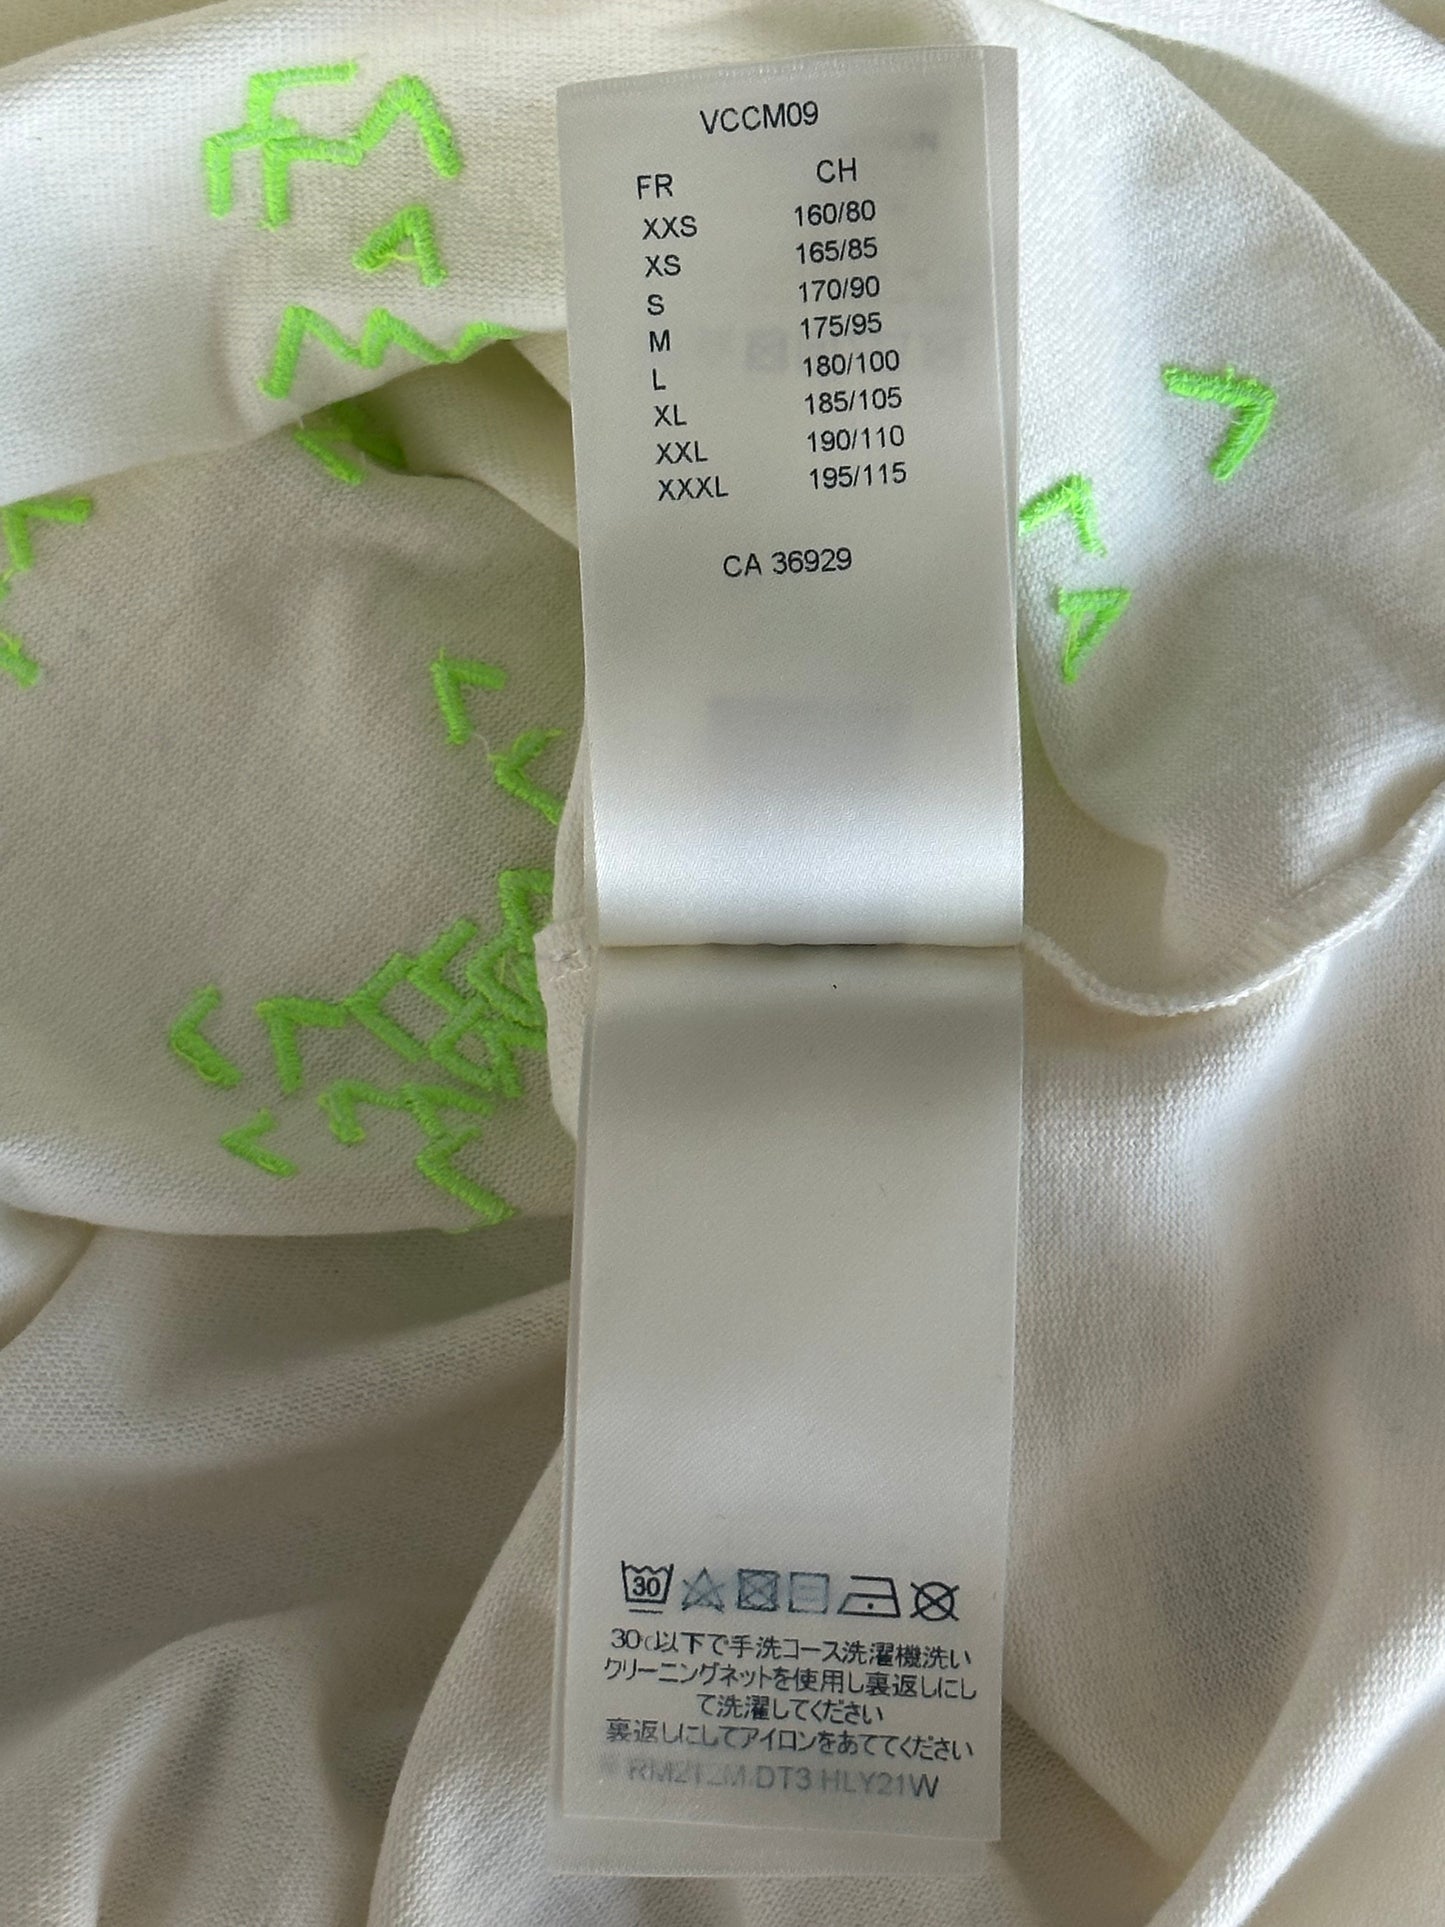 VCCM09
FR CH
XXS 160/80
XS 165/85
S 170/90
M 175/95
L 180/100
XL 185/105
XXL 190/110
XXXL 195/115
CA 36929
30
30℃以下で手洗コース洗濯機洗い
クリーニングネットを使用し裏返しにし
て洗濯してください
裏返しにしてアイロンをあててください
HLY21W